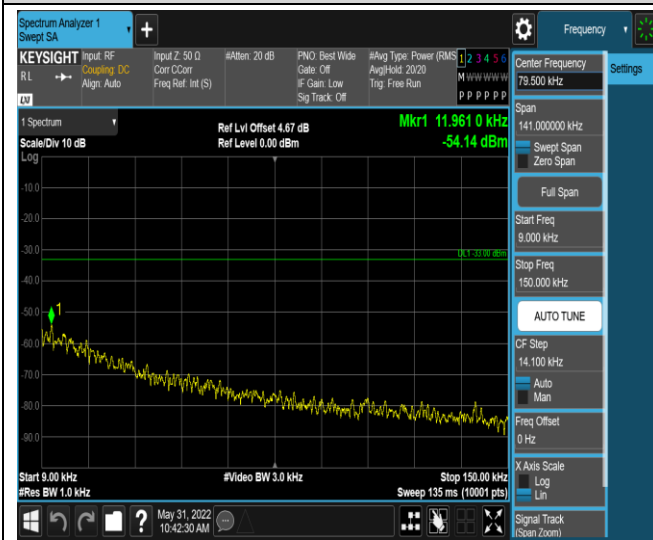 Spectrum Analyzer 1
Swept SA
Frequency
KEYSIGHT
RL
LXI
Input: RF
Coupling: DC
Align: Auto
Input Z: 50 Ω
Corr CCorr
Freq Ref: Int (S)
#Atten: 20 dB
PNO: Best Wide
Gate: Off
IF Gain: Low
Sig Track: Off
#Avg Type: Power (RMS
Avg|Hold: 20/20
Trig: Free Run
1 2 3 4 5 6
M W W W W W
P P P P P P
1 Spectrum
Scale/Div 10 dB
Log
Ref Lvl Offset 4.67 dB
Ref Level 0.00 dBm
Mkr1 11.961 0 kHz
-54.14 dBm
-10.0
-20.0
-30.0
DL1 -33.00 dBm
-40.0
-50.0
1
-60.0
-70.0
-80.0
-90.0
Start 9.00 kHz
#Video BW 3.0 kHz
Stop 150.00 kHz
#Res BW 1.0 kHz
Sweep 135 ms (10001 pts)
?
May 31, 2022
10:42:30 AM
Center Frequency
79.500 kHz
Settings
Span
141.000000 kHz
Swept Span
Zero Span
Full Span
Start Freq
9.000 kHz
Stop Freq
150.000 kHz
AUTO TUNE
CF Step
14.100 kHz
Auto
Man
Freq Offset
0 Hz
X Axis Scale
Log
Lin
Signal Track
(Span Zoom)